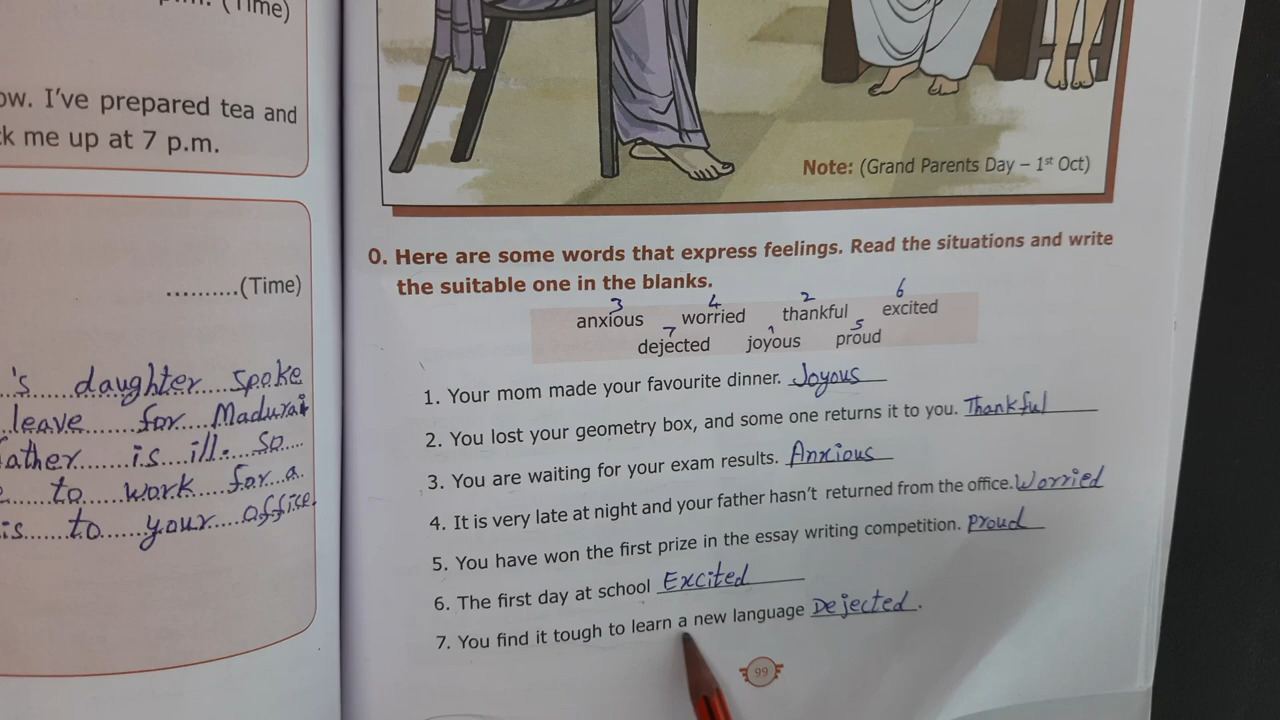 (Time)
ow. I've prepared tea and
ck me up at 7 p.m.
..........(Time)
's daughter spoke
leave for Madurai
ather is ill. so
to work for a
is to your office.
Note: (Grand Parents Day – 1st Oct)
O. Here are some words that express feelings. Read the situations and write
the suitable one in the blanks.
3 4 2 6
anxious worried thankful excited
7 1 5
dejected joyous proud
1. Your mom made your favourite dinner. Joyous
2. You lost your geometry box, and some one returns it to you. Thankful
3. You are waiting for your exam results. Anxious
4. It is very late at night and your father hasn't returned from the office. Worried
5. You have won the first prize in the essay writing competition. Proud
6. The first day at school Excited
7. You find it tough to learn a new language Dejected.
99